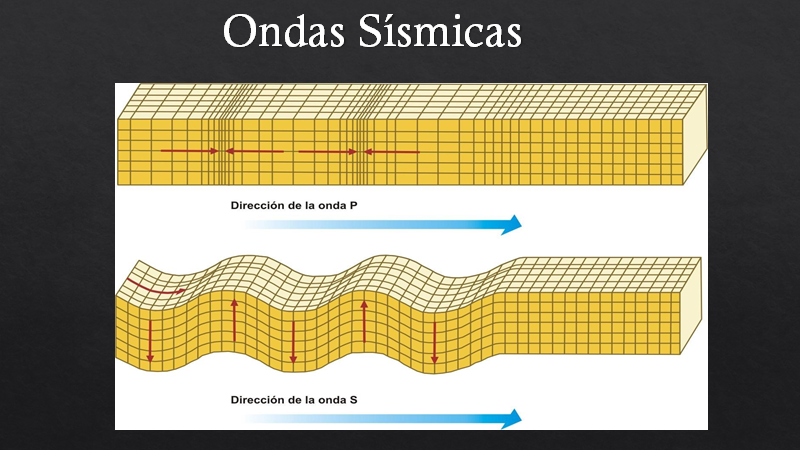 Ondas Sísmicas
Dirección de la onda P
Dirección de la onda S